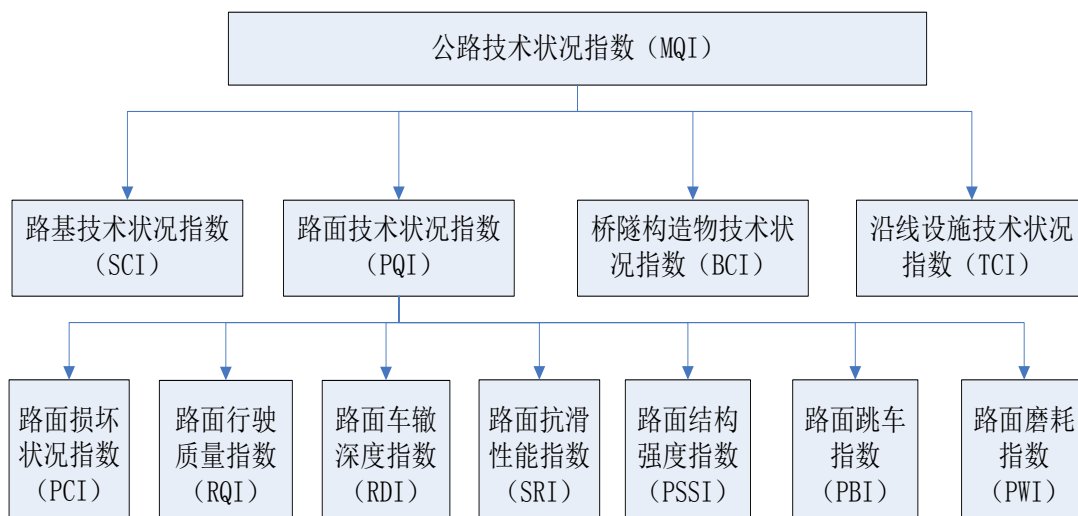 公路技术状况指数（MQI）
路基技术状况指数
（SCI）
路面技术状况指数
（PQI）
桥隧构造物技术状
况指数（BCI）
沿线设施技术状况
指数（TCI）
路面损坏
状况指数
（PCI）
路面行驶
质量指数
（RQI）
路面车辙
深度指数
（RDI）
路面抗滑
性能指数
（SRI）
路面结构
强度指数
（PSSI）
路面跳车
指数
（PBI）
路面磨耗
指数
（PWI）